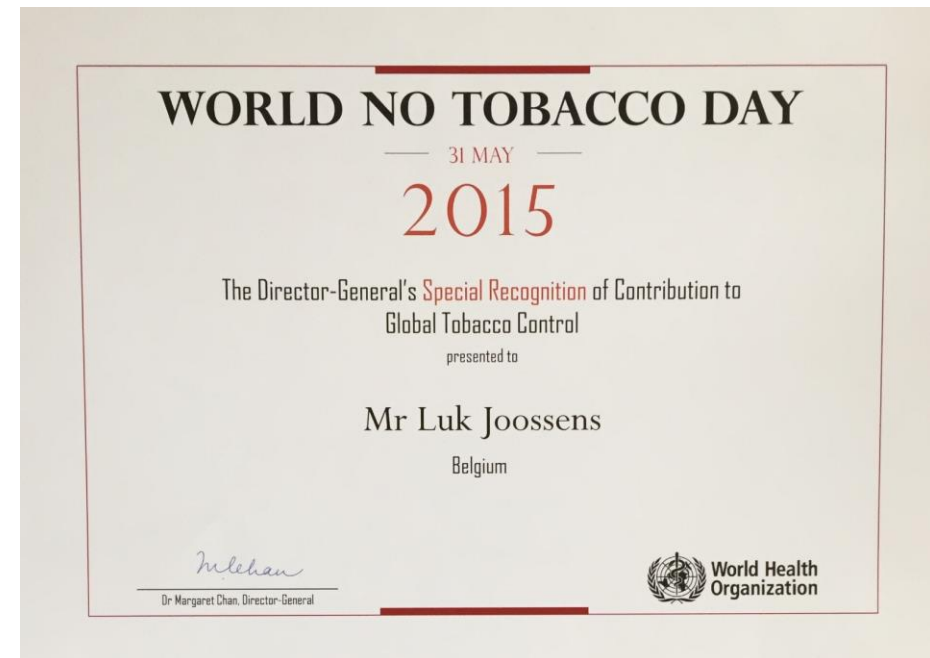 WORLD NO TOBACCO DAY
31 MAY
2015
The Director-General's Special Recognition of Contribution to
Global Tobacco Control
presented to
Mr Luk Joossens
Belgium
Dr Margaret Chan, Director-General
World Health
Organization